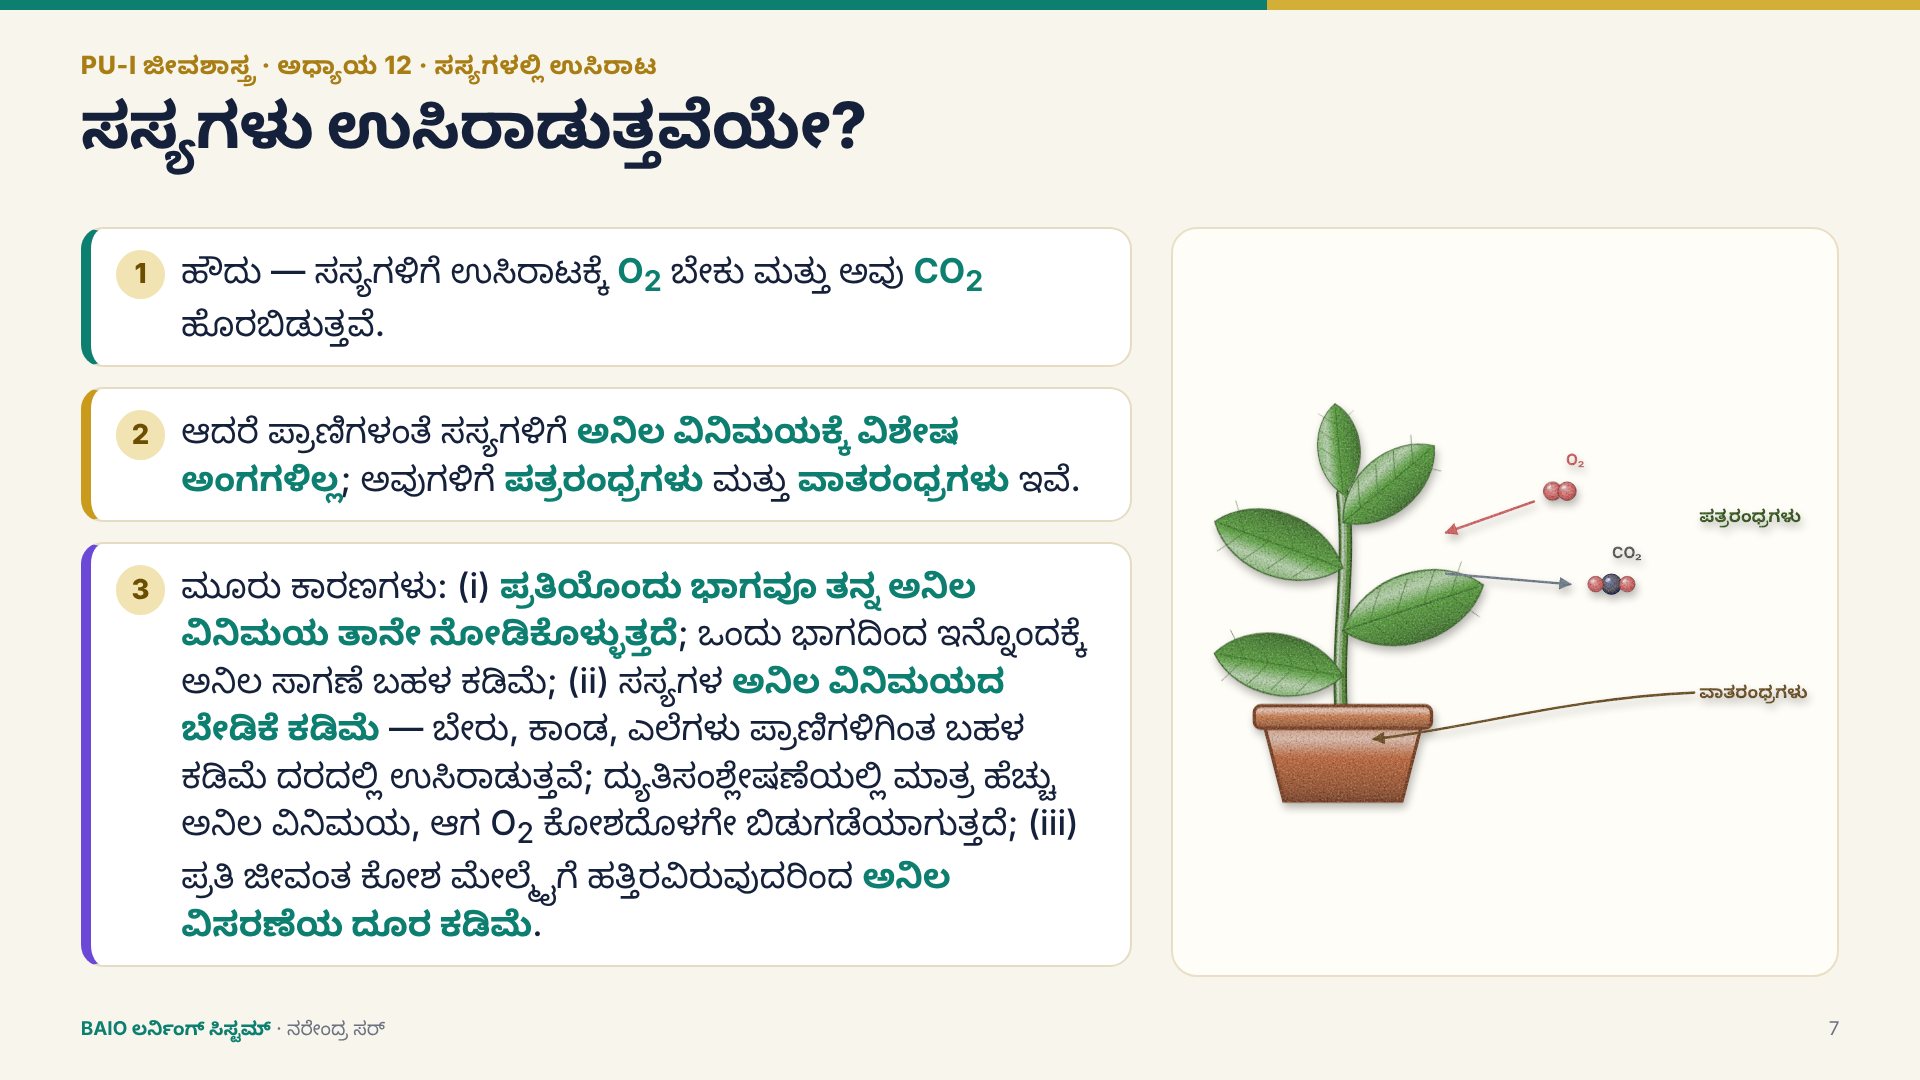 PU-I ಜೀವಶಾಸ್ತ್ರ · ಅಧ್ಯಾಯ 12 · ಸಸ್ಯಗಳಲ್ಲಿ ಉಸಿರಾಟ
ಸಸ್ಯಗಳು ಉಸಿರಾಡುತ್ತವೆಯೇ?
1 ಹೌದು — ಸಸ್ಯಗಳಿಗೆ ಉಸಿರಾಟಕ್ಕೆ O₂ ಬೇಕು ಮತ್ತು ಅವು CO₂
ಹೊರಬಿಡುತ್ತವೆ.
2 ಆದರೆ ಪ್ರಾಣಿಗಳಂತೆ ಸಸ್ಯಗಳಿಗೆ ಅನಿಲ ವಿನಿಮಯಕ್ಕೆ ವಿಶೇಷ
ಅಂಗಗಳಿಲ್ಲ; ಅವುಗಳಿಗೆ ಪತ್ರರಂಧ್ರಗಳು ಮತ್ತು ವಾತರಂಧ್ರಗಳು ಇವೆ.
3 ಮೂರು ಕಾರಣಗಳು: (i) ಪ್ರತಿಯೊಂದು ಭಾಗವೂ ತನ್ನ ಅನಿಲ
ವಿನಿಮಯ ತಾನೇ ನೋಡಿಕೊಳ್ಳುತ್ತದೆ; ಒಂದು ಭಾಗದಿಂದ ಇನ್ನೊಂದಕ್ಕೆ
ಅನಿಲ ಸಾಗಣೆ ಬಹಳ ಕಡಿಮೆ; (ii) ಸಸ್ಯಗಳ ಅನಿಲ ವಿನಿಮಯದ
ಬೇಡಿಕೆ ಕಡಿಮೆ — ಬೇರು, ಕಾಂಡ, ಎಲೆಗಳು ಪ್ರಾಣಿಗಳಿಗಿಂತ ಬಹಳ
ಕಡಿಮೆ ದರದಲ್ಲಿ ಉಸಿರಾಡುತ್ತವೆ; ದ್ಯುತಿಸಂಶ್ಲೇಷಣೆಯಲ್ಲಿ ಮಾತ್ರ ಹೆಚ್ಚು
ಅನಿಲ ವಿನಿಮಯ, ಆಗ O₂ ಕೋಶದೊಳಗೇ ಬಿಡುಗಡೆಯಾಗುತ್ತದೆ; (iii)
ಪ್ರತಿ ಜೀವಂತ ಕೋಶ ಮೇಲ್ಮೈಗೆ ಹತ್ತಿರವಿರುವುದರಿಂದ ಅನಿಲ
ವಿಸರಣೆಯ ದೂರ ಕಡಿಮೆ.
O₂
ಪತ್ರರಂಧ್ರಗಳು
CO₂
ವಾತರಂಧ್ರಗಳು
BAIO ಲರ್ನಿಂಗ್ ಸಿಸ್ಟಮ್ · ನರೇಂದ್ರ ಸರ್
7